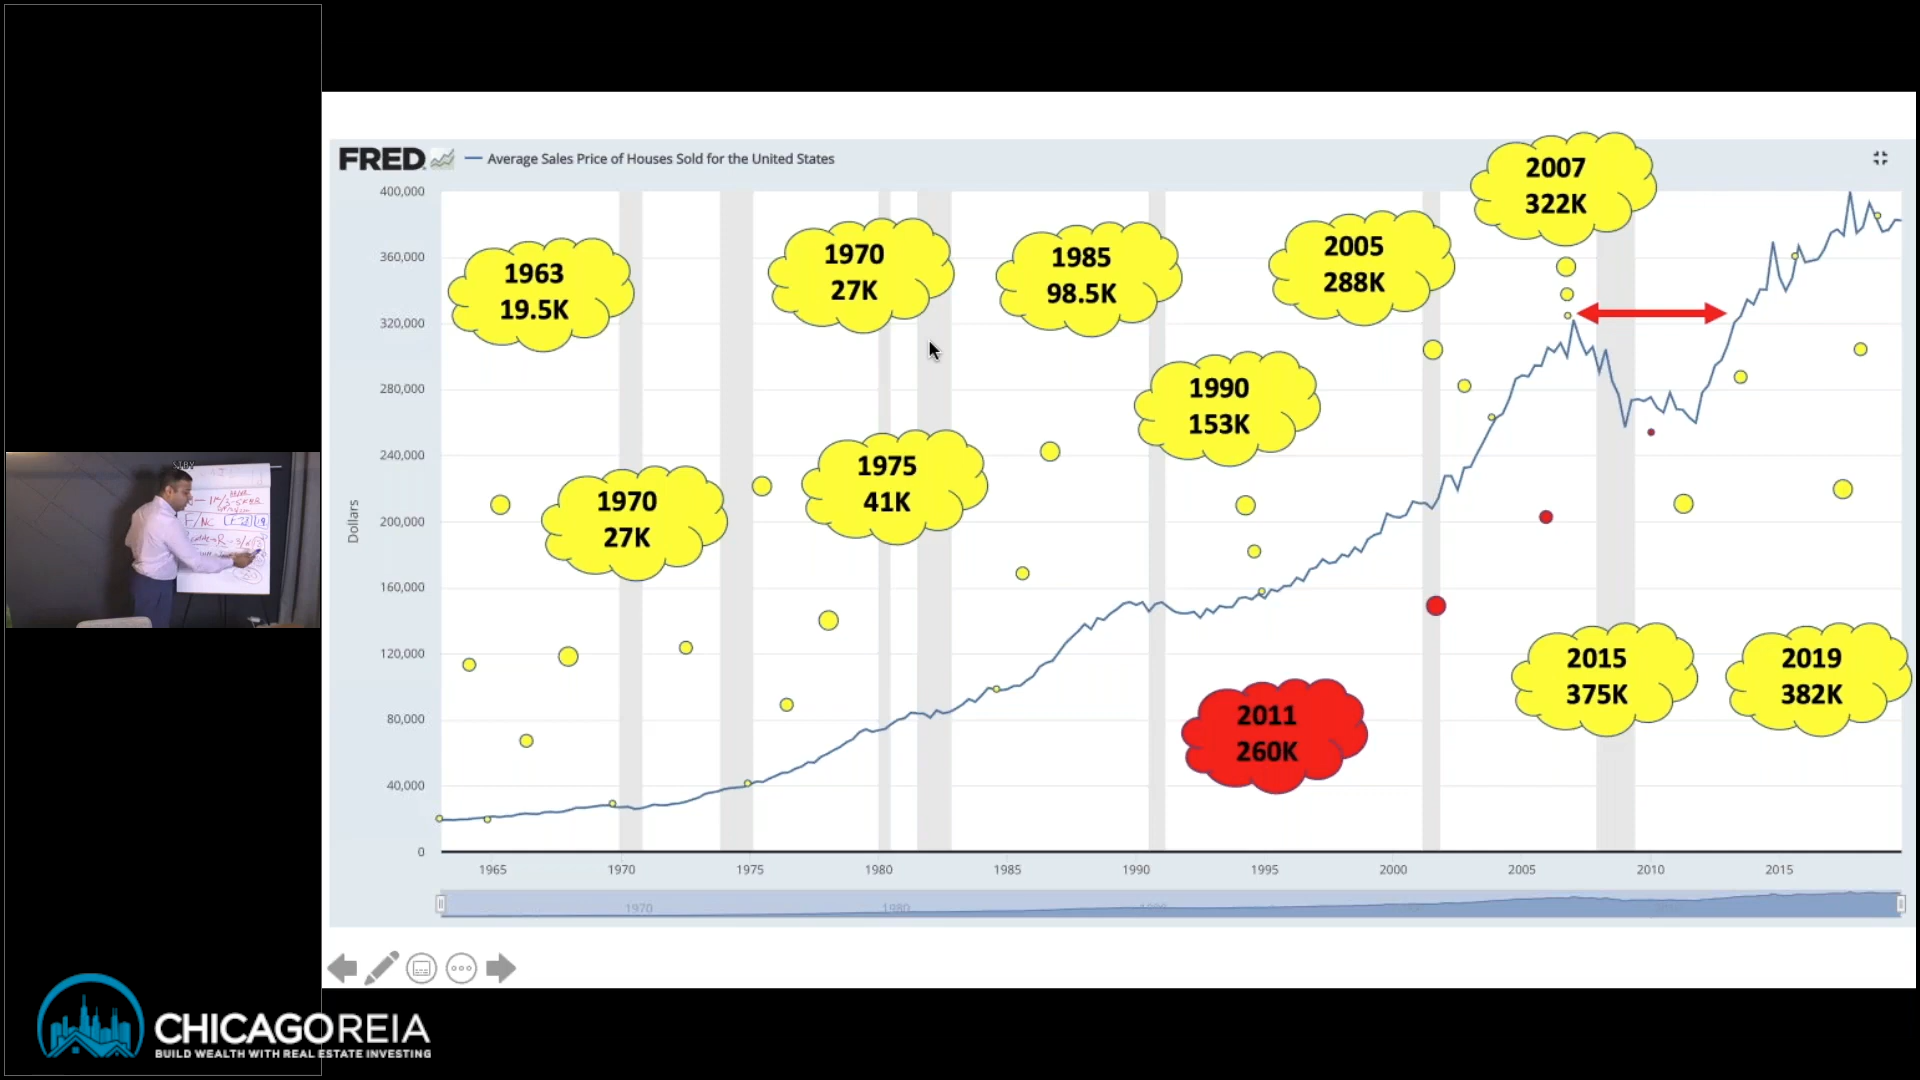 FRED
Average Sales Price of Houses Sold for the United States
400,000
360,000
320,000
280,000
240,000
200,000
160,000
120,000
80,000
40,000
0
Dollars
1963
19.5K
1970
27K
1970
27K
1975
41K
1985
98.5K
1990
153K
2005
288K
2007
322K
2011
260K
2015
375K
2019
382K
1965
1970
1975
1980
1985
1990
1995
2000
2005
2010
2015
1970
1980
F/NC
CHICAGOREIA
BUILD WEALTH WITH REAL ESTATE INVESTING